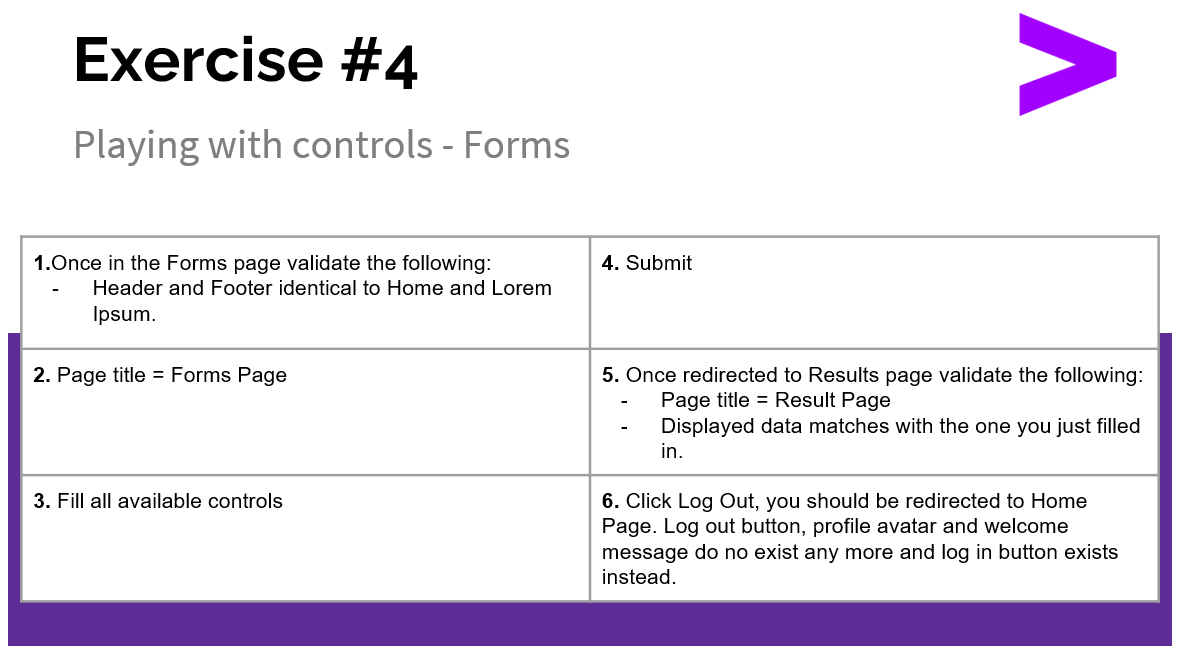 Exercise #4
Playing with controls - Forms
1.Once in the Forms page validate the following:
- Header and Footer identical to Home and Lorem
Ipsum.
2. Page title = Forms Page
3. Fill all available controls
4. Submit
5. Once redirected to Results page validate the following:
- Page title = Result Page
- Displayed data matches with the one you just filled
in.
6. Click Log Out, you should be redirected to Home
Page. Log out button, profile avatar and welcome
message do no exist any more and log in button exists
instead.